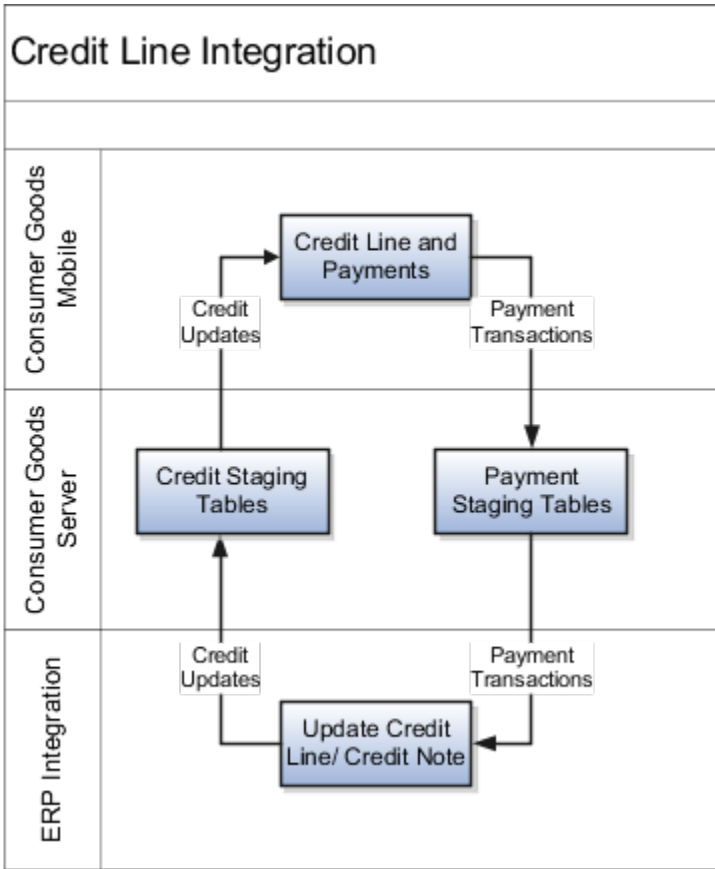 Credit Line Integration
Consumer Goods
Mobile
Credit Line and
Payments
Credit
Updates
Payment
Transactions
Consumer Goods
Server
Credit Staging
Tables
Payment
Staging Tables
ERP Integration
Credit
Updates
Payment
Transactions
Update Credit
Line/ Credit Note